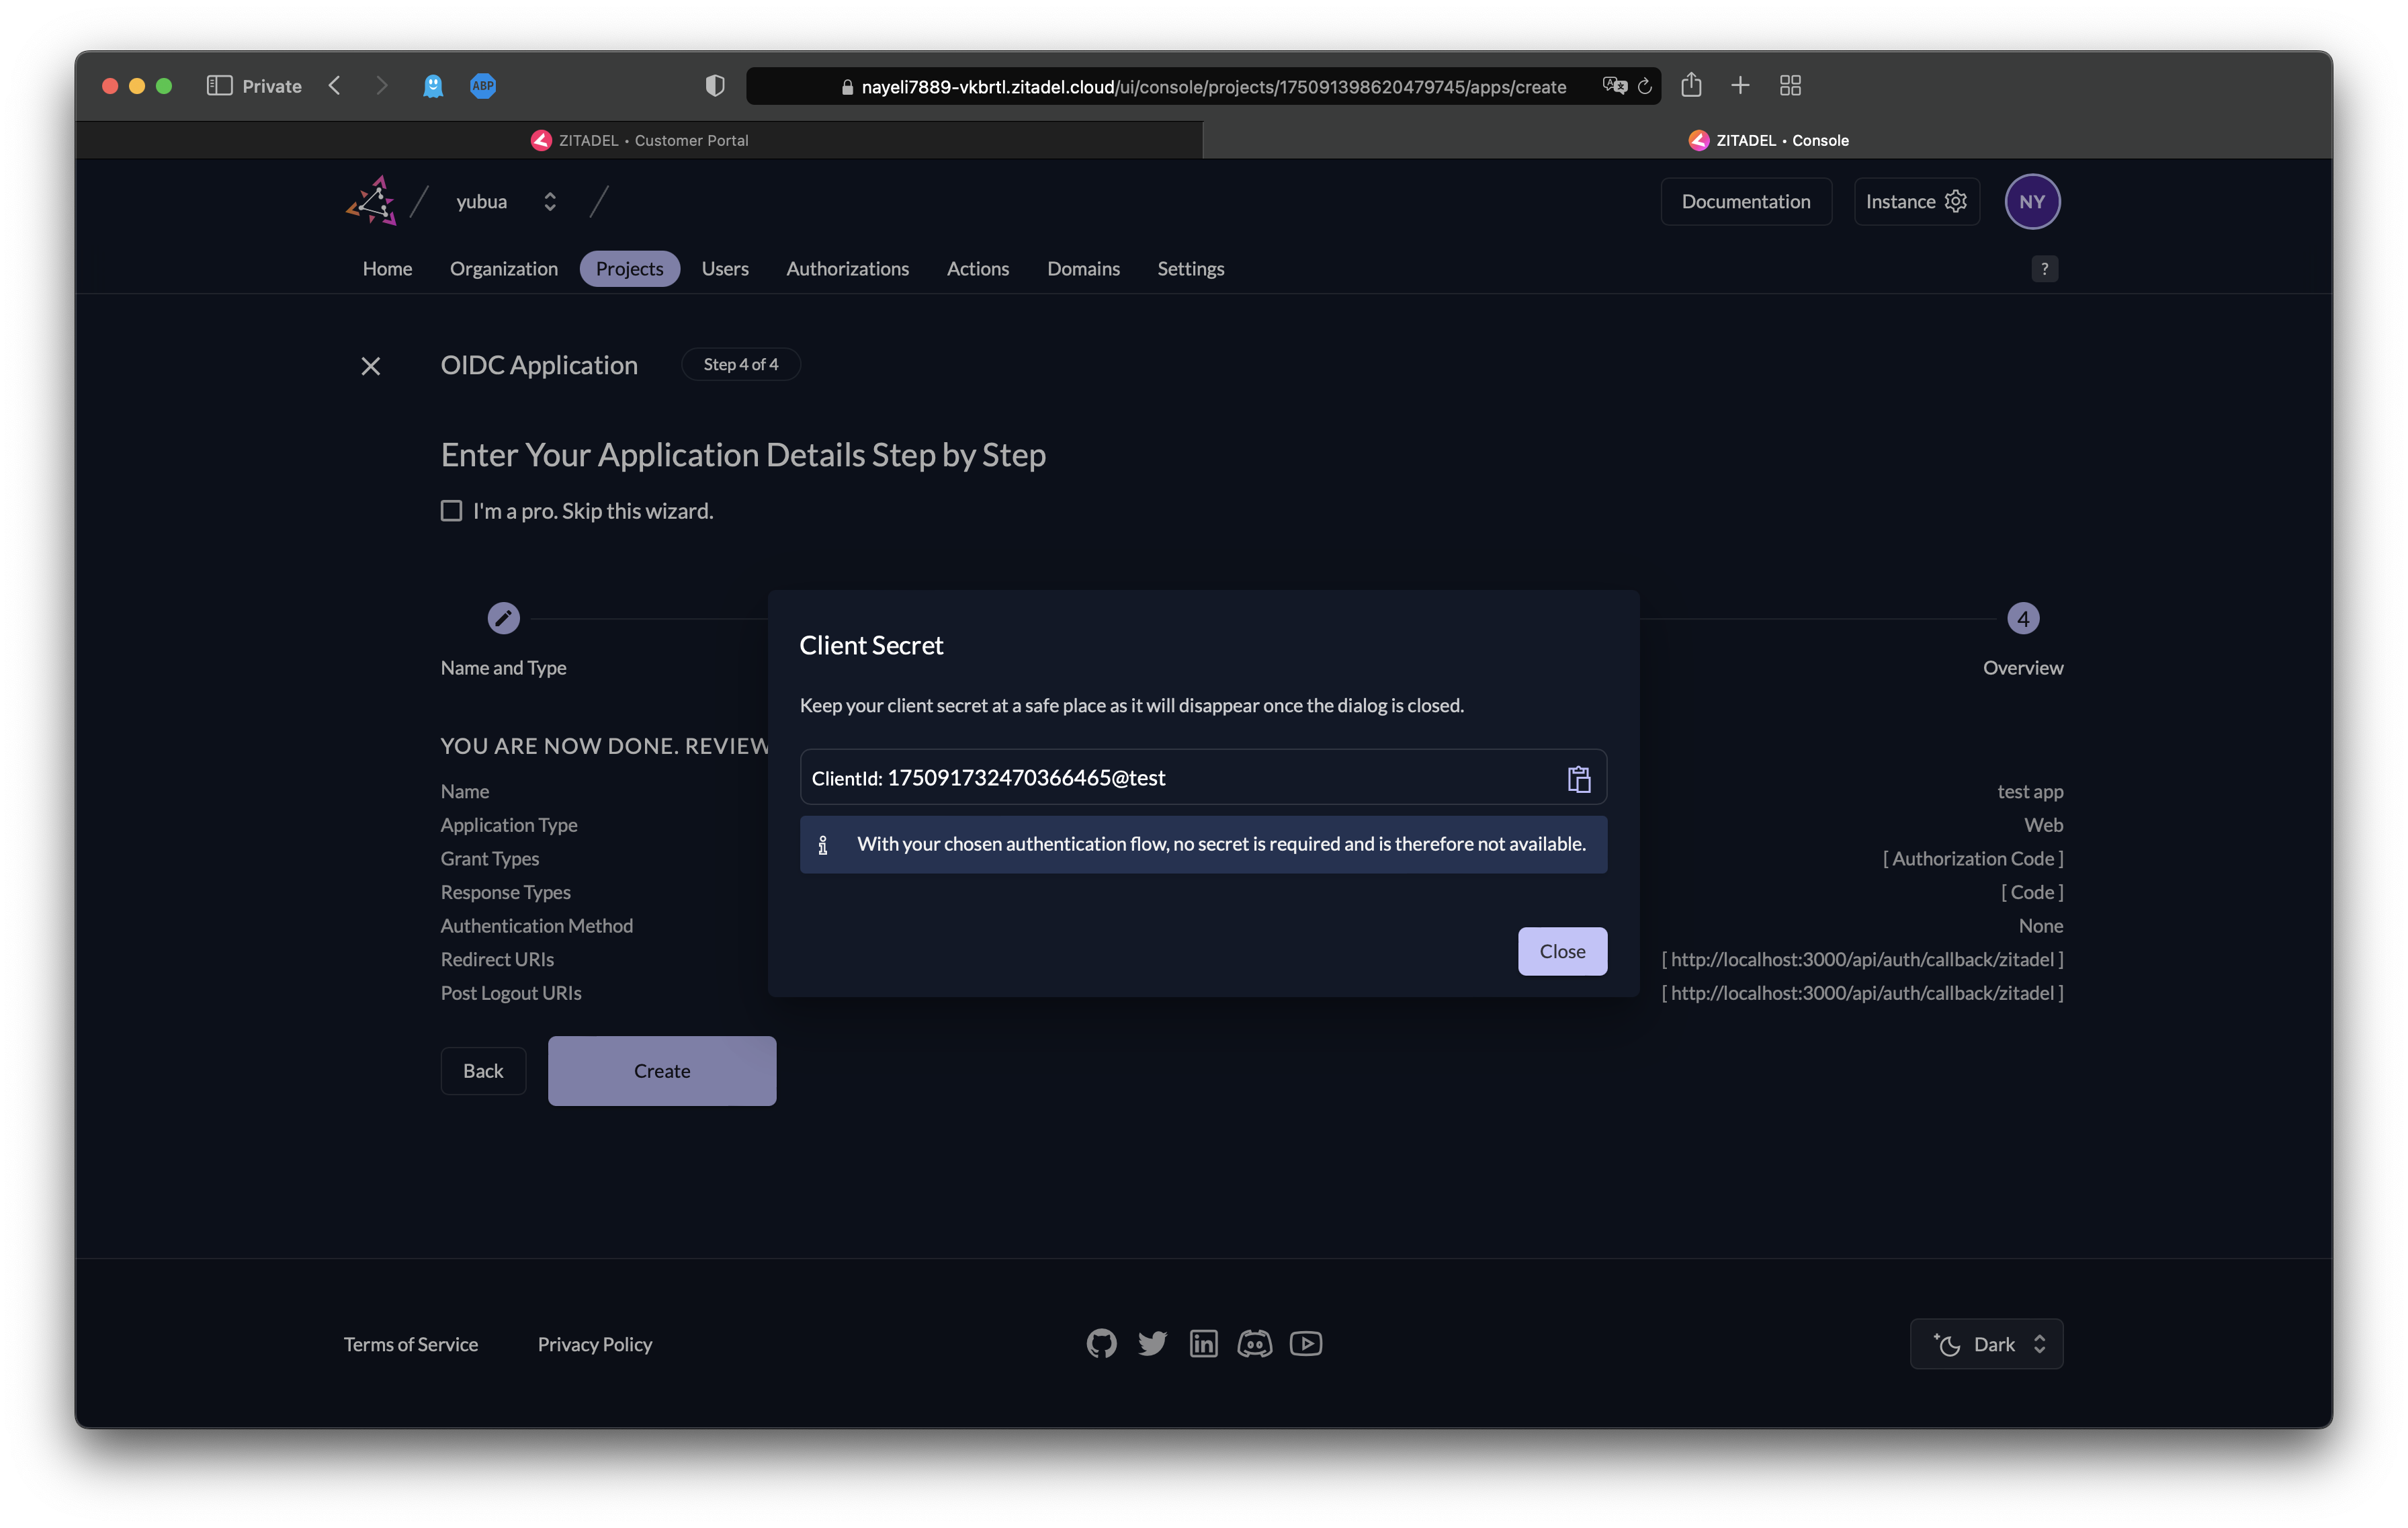 Private
ABP
nayeli7889-vkbrtl.zitadel.cloud/ui/console/projects/175091398620479745/apps/create
ZITADEL • Customer Portal
ZITADEL • Console
yubua
Documentation
Instance
NY
Home Organization Projects Users Authorizations Actions Domains Settings
?
OIDC Application
Step 4 of 4
Enter Your Application Details Step by Step
I'm a pro. Skip this wizard.
4
Name and Type
Overview
Client Secret
Keep your client secret at a safe place as it will disappear once the dialog is closed.
ClientId: 175091732470366465@test
With your chosen authentication flow, no secret is required and is therefore not available.
Close
YOU ARE NOW DONE. REVIEW
Name test app
Application Type Web
Grant Types [ Authorization Code ]
Response Types [ Code ]
Authentication Method None
Redirect URIs [ http://localhost:3000/api/auth/callback/zitadel ]
Post Logout URIs [ http://localhost:3000/api/auth/callback/zitadel ]
Back
Create
Terms of Service
Privacy Policy
Dark